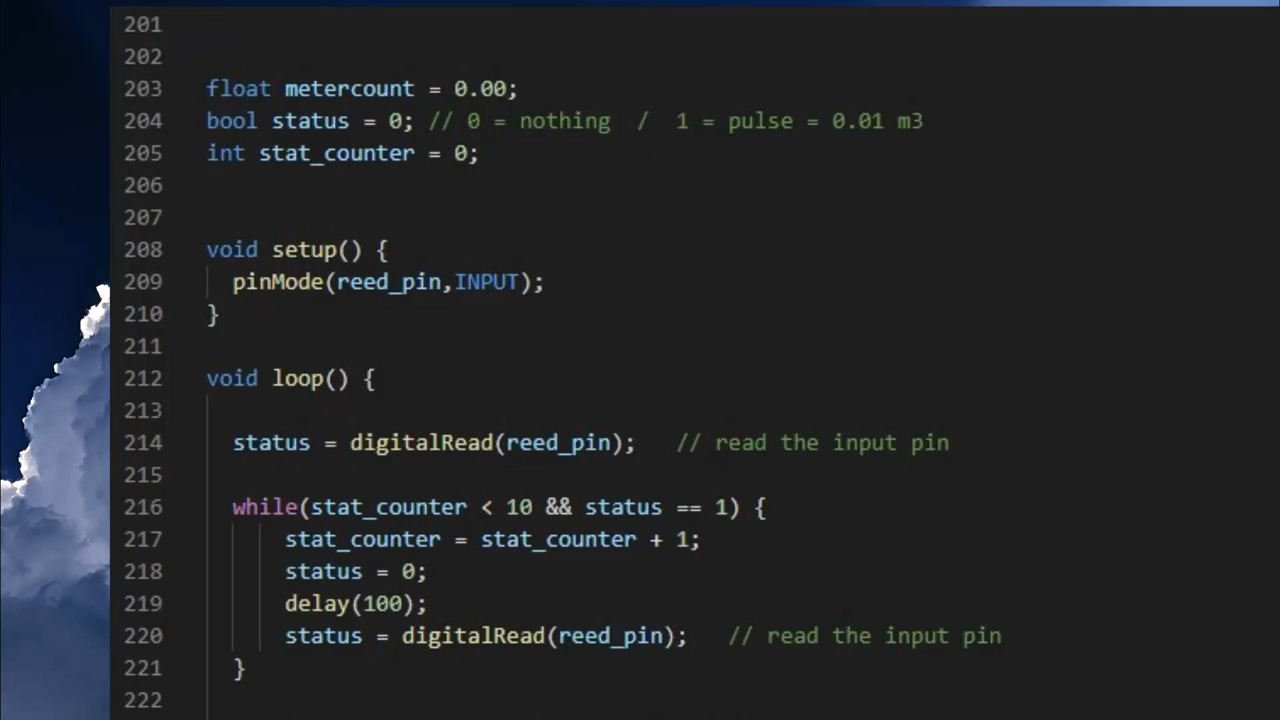 201
202
203 float metercount = 0.00;
204 bool status = 0; // 0 = nothing  /  1 = pulse = 0.01 m3
205 int stat_counter = 0;
206
207
208 void setup() {
209   pinMode(reed_pin,INPUT);
210 }
211
212 void loop() {
213
214   status = digitalRead(reed_pin);   // read the input pin
215
216   while(stat_counter < 10 && status == 1) {
217       stat_counter = stat_counter + 1;
218       status = 0;
219       delay(100);
220       status = digitalRead(reed_pin);   // read the input pin
221   }
222